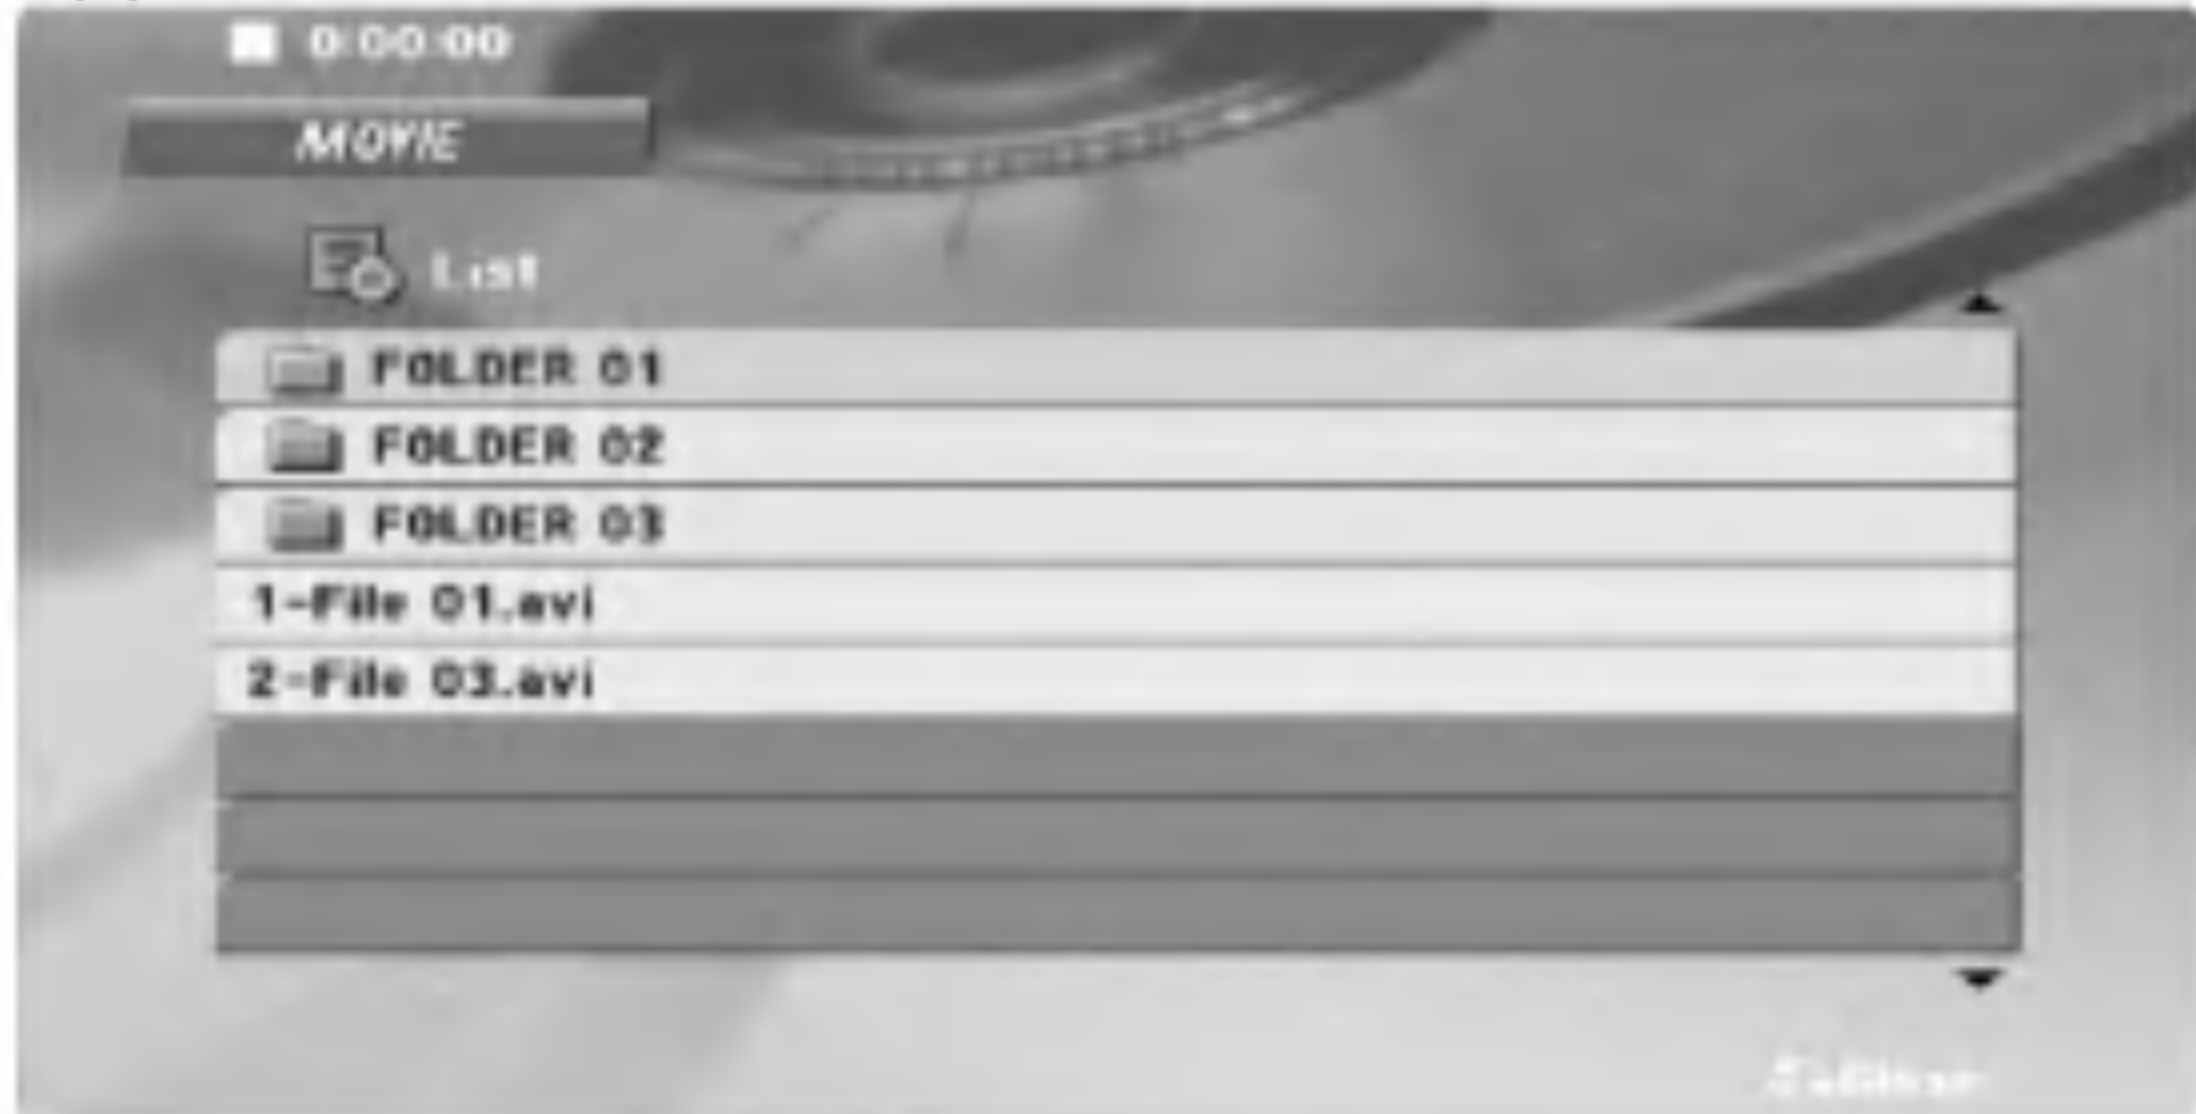 0:00:00
MOVIE
List
FOLDER 01
FOLDER 02
FOLDER 03
1-File 01.avi
2-File 03.avi